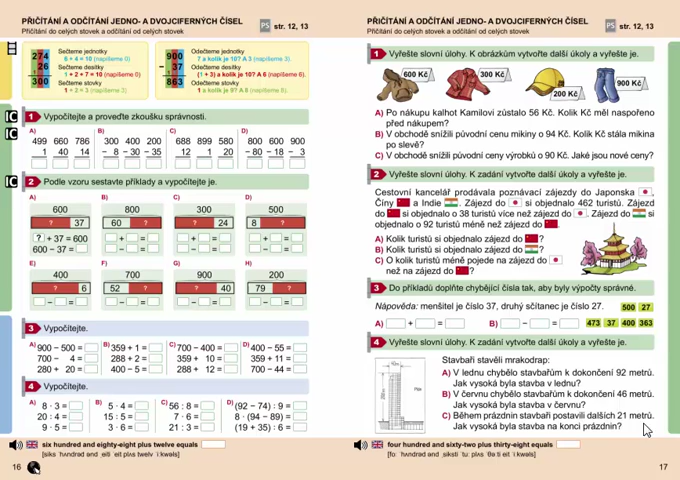 PŘIČÍTÁNÍ A ODČÍTÁNÍ JEDNO- A DVOJCIFERNÝCH ČÍSEL
Přičítání do celých stovek a odčítání od celých stovek
PS str. 12, 13
274
26
300
Sečteme jednotky
6 + 4 = 10 (napíšeme 0)
Sečteme desítky
1 + 2 + 7 = 10 (napíšeme 0)
Sečteme stovky
1 + 2 = 3 (napíšeme 3)
900
- 37
863
Odečteme jednotky
7 a kolik je 10? A 3 (napíšeme 3).
Odečteme desítky
(1 + 3) a kolik je 10? A 6 (napíšeme 6).
Odečteme stovky
1 a kolik je 9? A 8 (napíšeme 8).
1 Vypočítejte a proveďte zkoušku správnosti.
A) B) C) D)
499 660 786 300 400 200 688 899 580 800 600 900
1 40 14 - 8 - 30 - 35 12 1 20 - 80 - 18 - 3
2 Podle vzoru sestavte příklady a vypočítejte je.
A) B) C) D)
600 800 300 500
? 37 60 ? ? 24 8 ?
? + 37 = 600 + = + = + =
600 – 37 = – = – = – =
E) F) G) H)
400 700 900 200
? 6 52 ? ? 40 79 ?
– = – = – = – =
3 Vypočítejte.
A) 900 – 500 = B) 359 + 1 = C) 700 – 400 = D) 400 – 55 =
700 – 4 = 288 + 2 = 359 + 10 = 359 + 11 =
280 + 20 = 400 – 5 = 288 + 12 = 700 – 44 =
4 Vypočítejte.
A) 8 · 3 = B) 5 · 4 = C) 56 : 8 = D) (92 – 74) : 9 =
20 : 4 = 15 : 5 = 7 · 6 = 8 · (94 – 89) =
9 · 5 = 3 · 6 = 21 : 3 = (19 + 35) : 6 =
six hundred and eighty-eight plus twelve equals
16
PŘIČÍTÁNÍ A ODČÍTÁNÍ JEDNO- A DVOJCIFERNÝCH ČÍSEL
Přičítání do celých stovek a odčítání od celých stovek
PS str. 12, 13
1 Vyřešte slovní úlohy. K obrázkům vytvořte další úkoly a vyřešte je.
600 Kč 300 Kč 200 Kč 900 Kč
A) Po nákupu kalhot Kamilovi zůstalo 56 Kč. Kolik Kč měl naspořeno
před nákupem?
B) V obchodě snížili původní cenu mikiny o 94 Kč. Kolik Kč stála mikina
po slevě?
C) V obchodě snížili původní ceny výrobků o 90 Kč. Jaké jsou nové ceny?
2 Vyřešte slovní úlohy. K zadání vytvořte další úkoly a vyřešte je.
Cestovní kancelář prodávala poznávací zájezdy do Japonska ,
Číny a Indie . Zájezd do si objednalo 462 turistů. Zájezd
do si objednalo o 38 turistů více než zájezd do . Zájezd do si
objednalo o 92 turistů méně než zájezd do .
A) Kolik turistů si objednalo zájezd do ?
B) Kolik turistů si objednalo zájezd do ?
C) O kolik turistů méně pojede na zájezd do
než na zájezd do ?
3 Do příkladů doplňte chybějící čísla tak, aby byly výpočty správné.
Nápověda: menšitel je číslo 37, druhý sčítanec je číslo 27.
500 27
A) + = B) – = 473 37 400 363
4 Vyřešte slovní úlohy. K zadání vytvořte další úkoly a vyřešte je.
Stavbaři stavěli mrakodrap:
A) V lednu chybělo stavbařům k dokončení 92 metrů.
Jak vysoká byla stavba v lednu?
B) V červnu chybělo stavbařům k dokončení 46 metrů.
Jak vysoká byla stavba v červnu?
C) Během prázdnin stavbaři postavili dalších 21 metrů.
Jak vysoká byla stavba na konci prázdnin?
four hundred and sixty-two plus thirty-eight equals
17